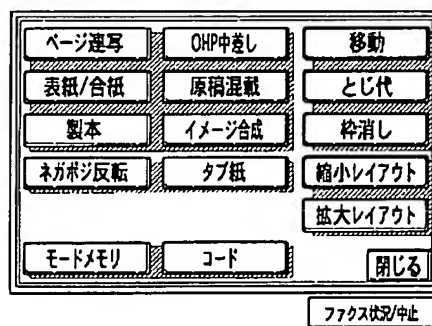 ページ連写 OHP中差し 移動
表紙/合紙 原稿混載 とじ代
製本 イメージ合成 枠消し
ネガポジ反転 タブ紙 縮小レイアウト
拡大レイアウト
モードメモリ コード 閉じる
ファクス状況/中止